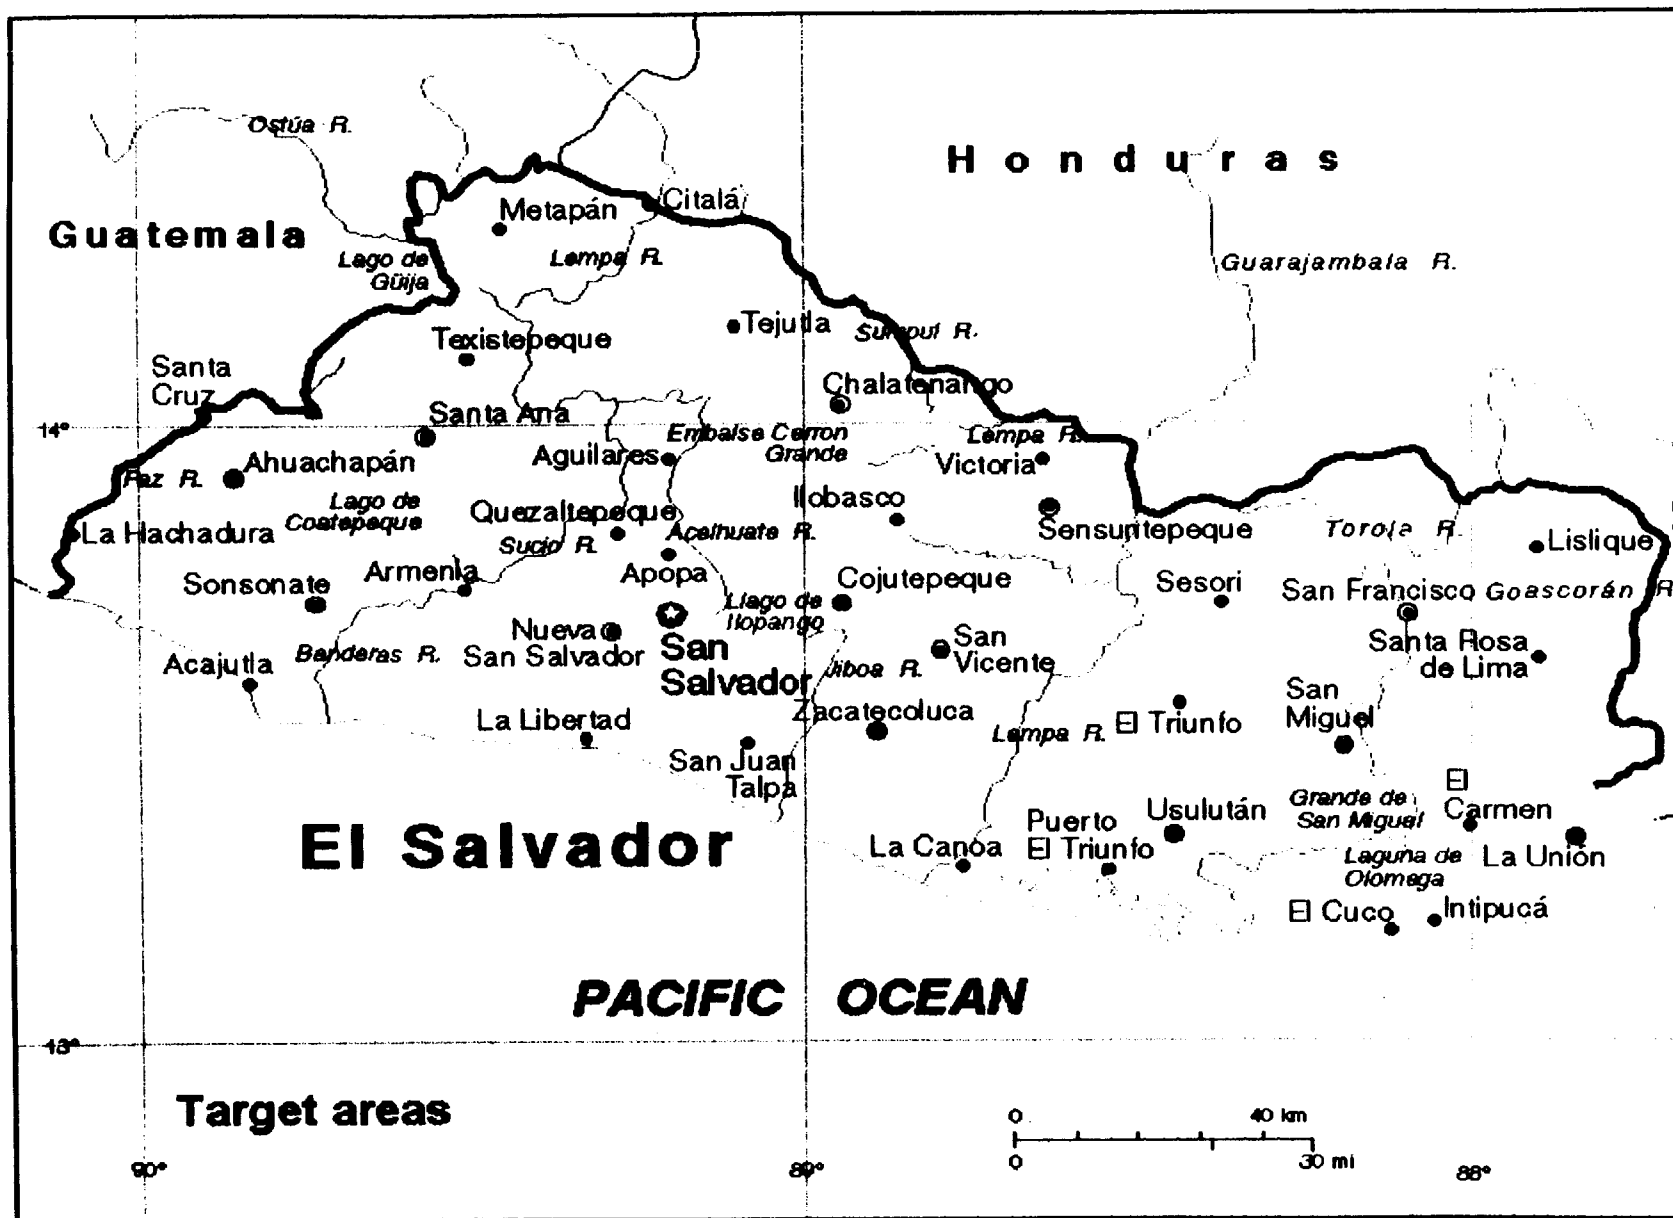 Ostúa R.
Honduras
Guatemala
Metapán
Citalá
Lago de
Güija
Lempa R.
Guarajambala R.
Texistepeque
Tejutla
Sumpul R.
Santa
Cruz
Chalatenango
Santa Ana
14°
Embalse Cerron
Grande
Lempa R.
Aguilares
Victoria
Ahuachapán
Paz R.
Lago de
Coatepeque
Ilobasco
Quezaltepeque
Sensuntepeque
La Hachadura
Sucio R.
Acelhuate R.
Torola R.
Lislique
Armenia
Apopa
Cojutepeque
Sesori
Sonsonate
San Francisco
Goascorán R
Llago de
Ilopango
Nueva
San Salvador
San
Salvador
San
Vicente
Santa Rosa
de Lima
Acajutla
Banderas R.
Jiboa R.
San
Miguel
La Libertad
Zacatecoluca
Lempa R.
El Triunfo
San Juan
Talpa
El
Carmen
Grande de
San Miguel
Usulután
Puerto
El Triunfo
El Salvador
La Canoa
Laguna de
Olomega
La Unión
El Cuco
Intipucá
PACIFIC OCEAN
13°
Target areas
0 40 km
0 30 mi
90°
89°
88°